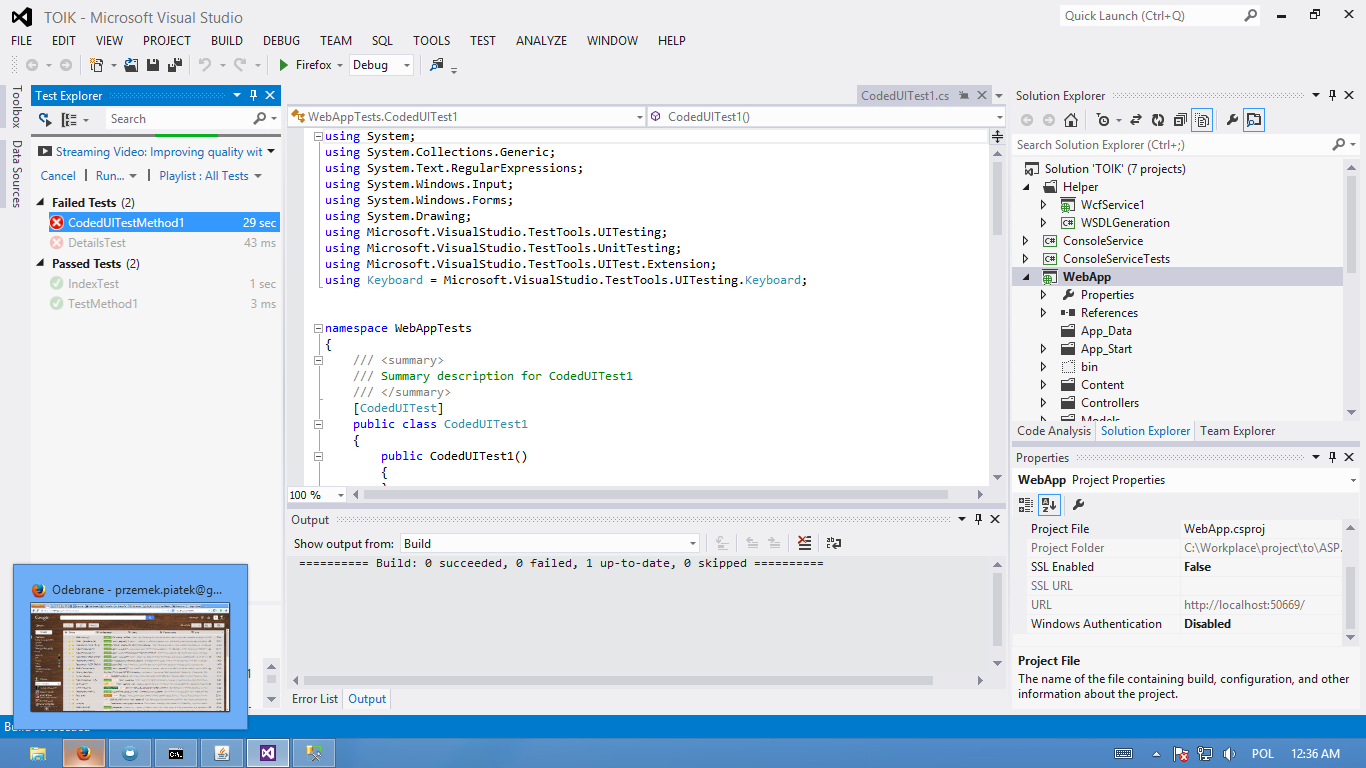 TOIK - Microsoft Visual Studio
Quick Launch (Ctrl+Q)
FILE EDIT VIEW PROJECT BUILD DEBUG TEAM SQL TOOLS TEST ANALYZE WINDOW HELP
Firefox Debug
Toolbox
Data Sources
Test Explorer
Search
Streaming Video: Improving quality wit
Cancel Run... Playlist : All Tests
Failed Tests (2)
CodedUITestMethod1 29 sec
DetailsTest 43 ms
Passed Tests (2)
IndexTest 1 sec
TestMethod1 3 ms
CodedUITest1.cs
WebAppTests.CodedUITest1 CodedUITest1()
using System;
using System.Collections.Generic;
using System.Text.RegularExpressions;
using System.Windows.Input;
using System.Windows.Forms;
using System.Drawing;
using Microsoft.VisualStudio.TestTools.UITesting;
using Microsoft.VisualStudio.TestTools.UnitTesting;
using Microsoft.VisualStudio.TestTools.UITest.Extension;
using Keyboard = Microsoft.VisualStudio.TestTools.UITesting.Keyboard;
namespace WebAppTests
{
/// <summary>
/// Summary description for CodedUITest1
/// </summary>
[CodedUITest]
public class CodedUITest1
{
public CodedUITest1()
{
100 %
Output
Show output from: Build
========== Build: 0 succeeded, 0 failed, 1 up-to-date, 0 skipped ==========
Error List Output
Solution Explorer
Search Solution Explorer (Ctrl+;)
Solution 'TOIK' (7 projects)
Helper
WcfService1
WSDLGeneration
ConsoleService
ConsoleServiceTests
WebApp
Properties
References
App_Data
App_Start
bin
Content
Controllers
Models
Code Analysis Solution Explorer Team Explorer
Properties
WebApp Project Properties
Project File WebApp.csproj
Project Folder C:\Workplace\project\to\ASP.
SSL Enabled False
SSL URL
URL http://localhost:50669/
Windows Authentication Disabled
Project File
The name of the file containing build, configuration, and other
information about the project.
Odebrane - przemek.piatek@g...
POL 12:36 AM